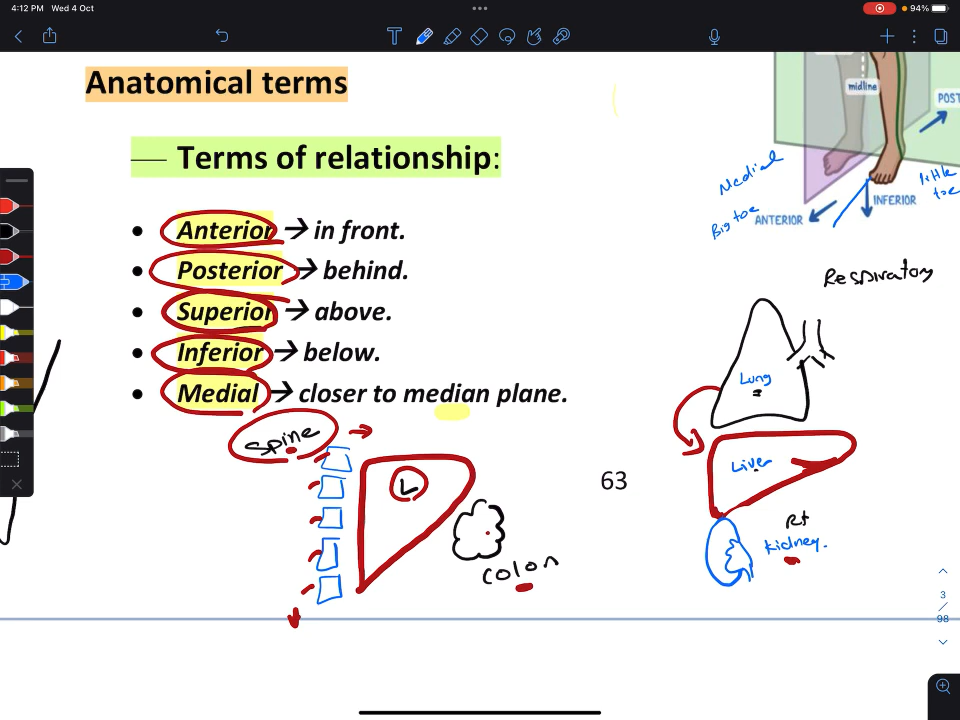 4:12 PM Wed 4 Oct
94%
Anatomical terms
Terms of relationship:
• Anterior → in front.
• Posterior → behind.
• Superior → above.
• Inferior → below.
• Medial → closer to median plane.
midline
POST
Medial
Big toe
ANTERIOR
INFERIOR
little
toe
Respiratory
Lung
Spine
L
Colon
63
Liver
Rt
kidney.
3
/
98